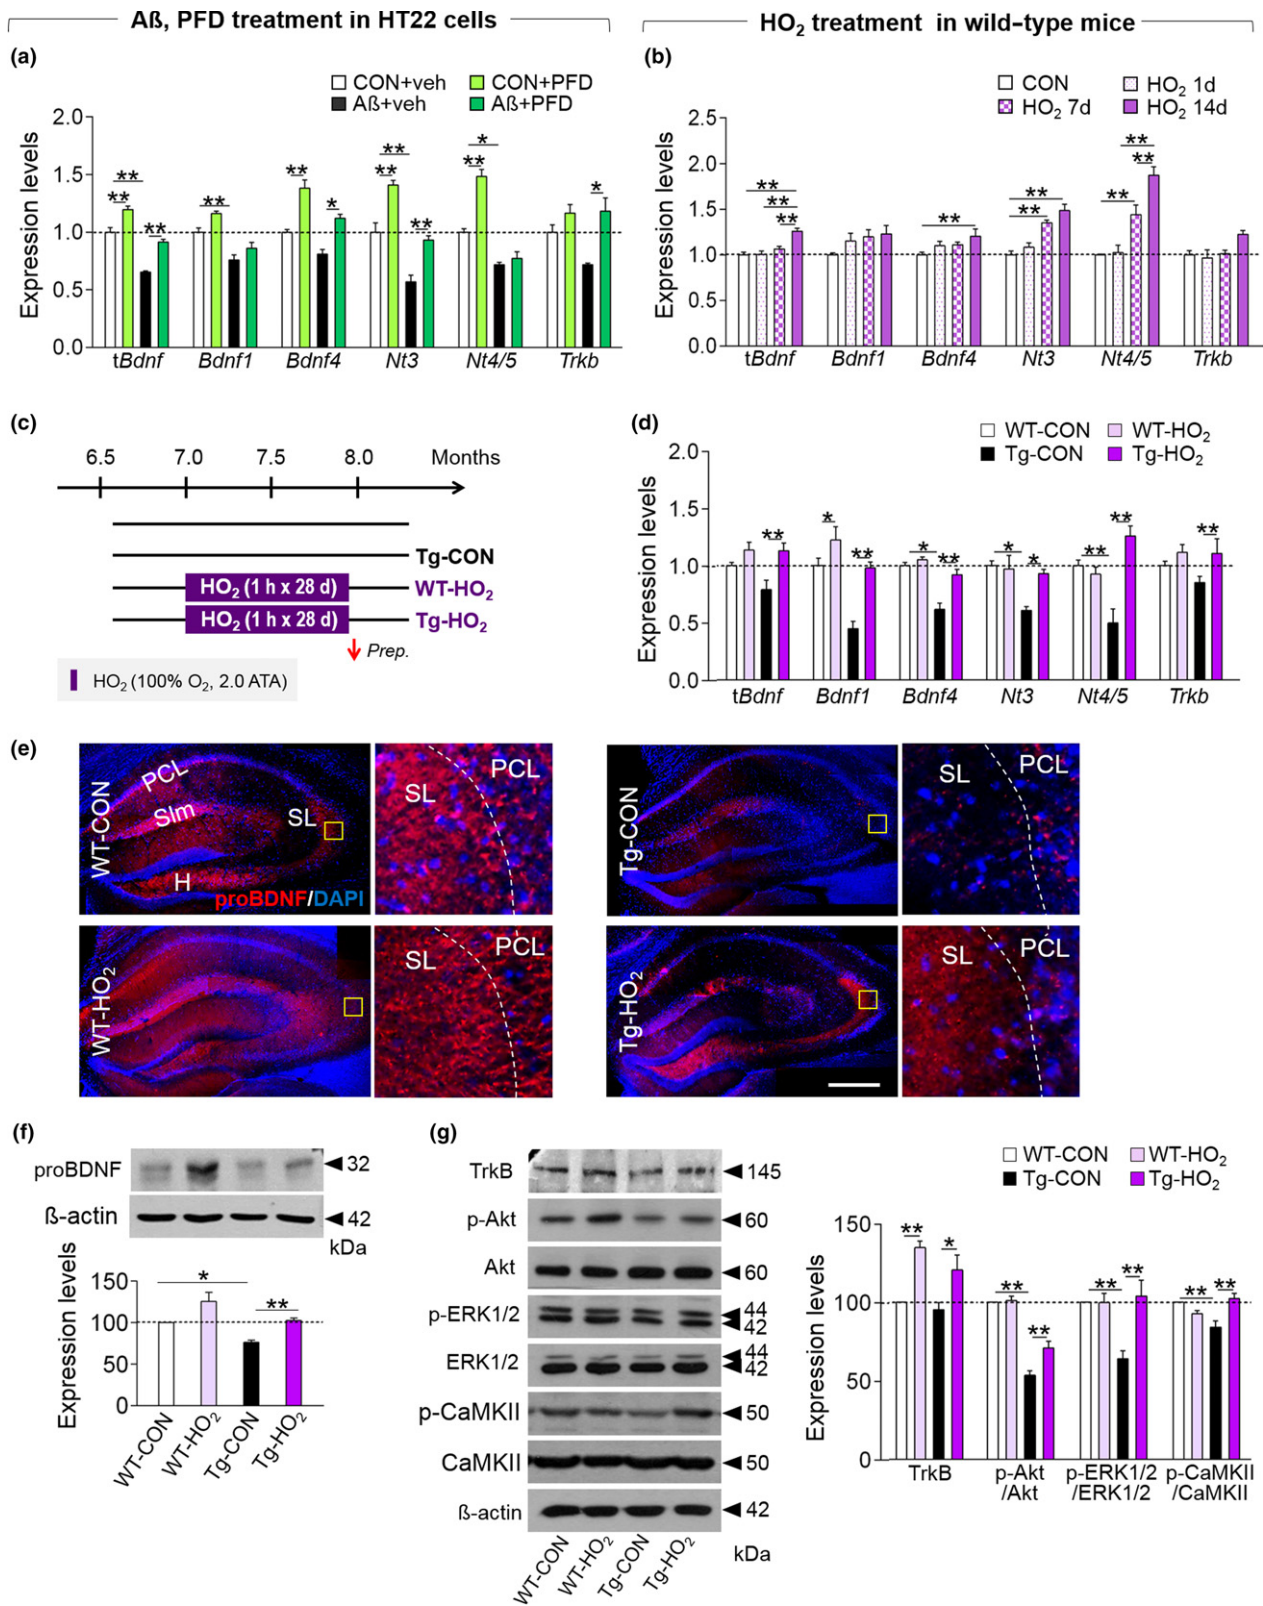 Aß, PFD treatment in HT22 cells
HO₂ treatment in wild–type mice
(a)
CON+veh
CON+PFD
Aß+veh
Aß+PFD
Expression levels
2.0
1.5
1.0
0.5
0.0
** ** ** ** ** * ** ** ** * ** *
tBdnf Bdnf1 Bdnf4 Nt3 Nt4/5 Trkb
(b)
CON
HO₂ 1d
HO₂ 7d
HO₂ 14d
Expression levels
2.5
2.0
1.5
1.0
0.5
0.0
** ** ** ** ** ** ** ** **
tBdnf Bdnf1 Bdnf4 Nt3 Nt4/5 Trkb
(c)
6.5 7.0 7.5 8.0 Months
Tg-CON
HO₂ (1 h x 28 d) WT-HO₂
HO₂ (1 h x 28 d) Tg-HO₂
Prep.
HO₂ (100% O₂, 2.0 ATA)
(d)
WT-CON
WT-HO₂
Tg-CON
Tg-HO₂
Expression levels
2.0
1.5
1.0
0.5
0.0
** * ** * ** * * ** ** **
tBdnf Bdnf1 Bdnf4 Nt3 Nt4/5 Trkb
(e)
WT-CON
PCL
Slm
SL
H
proBDNF/DAPI
SL
PCL
Tg-CON
SL
PCL
WT-HO₂
SL
PCL
Tg-HO₂
SL
PCL
(f)
proBDNF 32
ß-actin 42
kDa
Expression levels
150
100
50
0
* **
WT-CON WT-HO₂ Tg-CON Tg-HO₂
(g)
TrkB 145
p-Akt 60
Akt 60
p-ERK1/2 44
42
ERK1/2 44
42
p-CaMKII 50
CaMKII 50
ß-actin 42
kDa
WT-CON WT-HO₂ Tg-CON Tg-HO₂
WT-CON
WT-HO₂
Tg-CON
Tg-HO₂
Expression levels
150
100
50
0
** * ** ** ** ** ** **
TrkB p-Akt /Akt p-ERK1/2 /ERK1/2 p-CaMKII /CaMKII